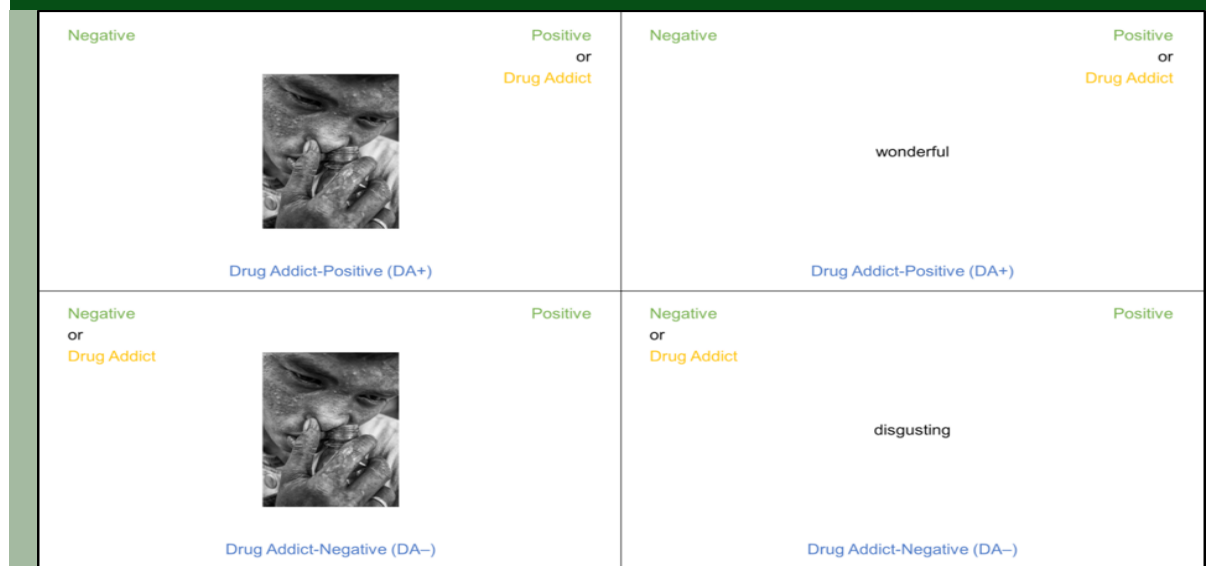 Negative
Positive
or
Drug Addict
Drug Addict-Positive (DA+)
Negative
Positive
or
Drug Addict
wonderful
Drug Addict-Positive (DA+)
Negative
or
Drug Addict
Positive
Drug Addict-Negative (DA–)
Negative
or
Drug Addict
Positive
disgusting
Drug Addict-Negative (DA–)